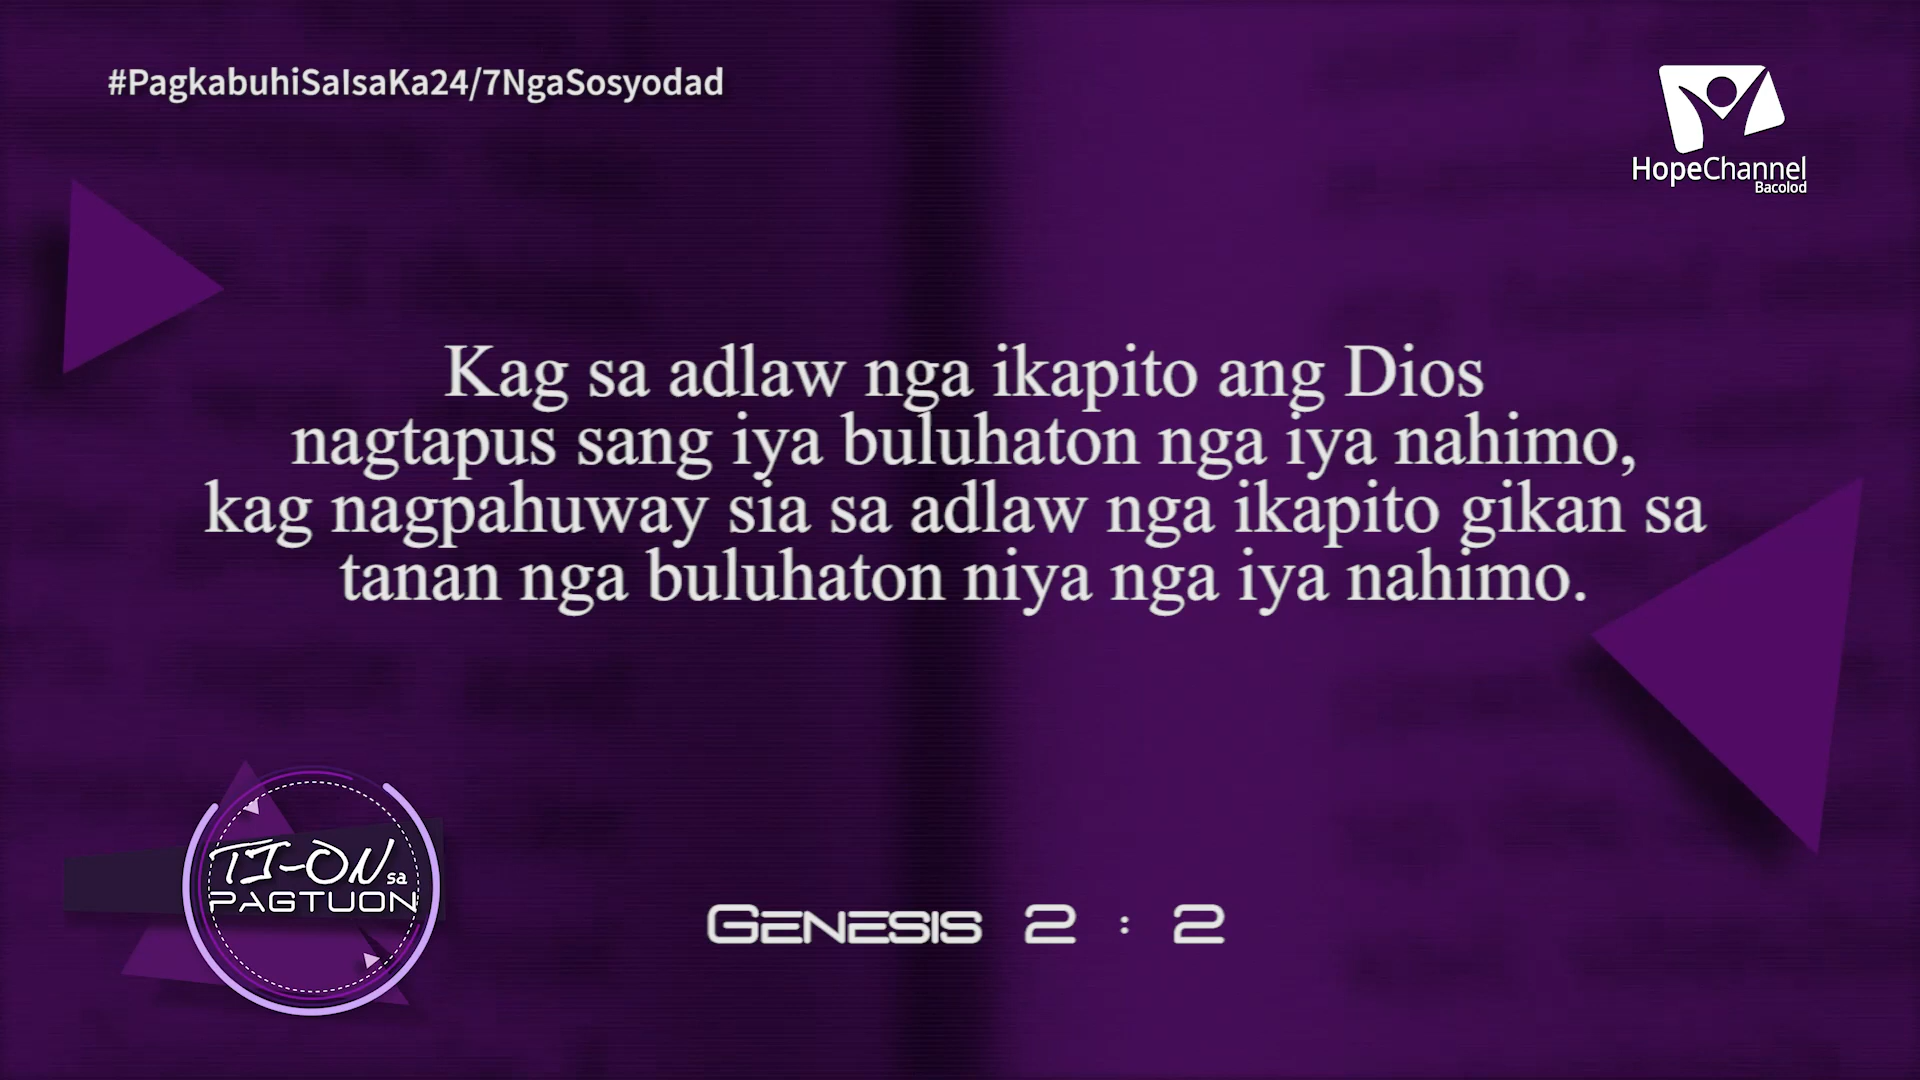 #PagkabuhiSaIsaKa24/7NgaSosyodad
HopeChannel
Bacolod
Kag sa adlaw nga ikapito ang Dios
nagtapus sang iya buluhaton nga iya nahimo,
kag nagpahuway sia sa adlaw nga ikapito gikan sa
tanan nga buluhaton niya nga iya nahimo.
TI-ON sa
PAGTUON
GENESIS 2 : 2